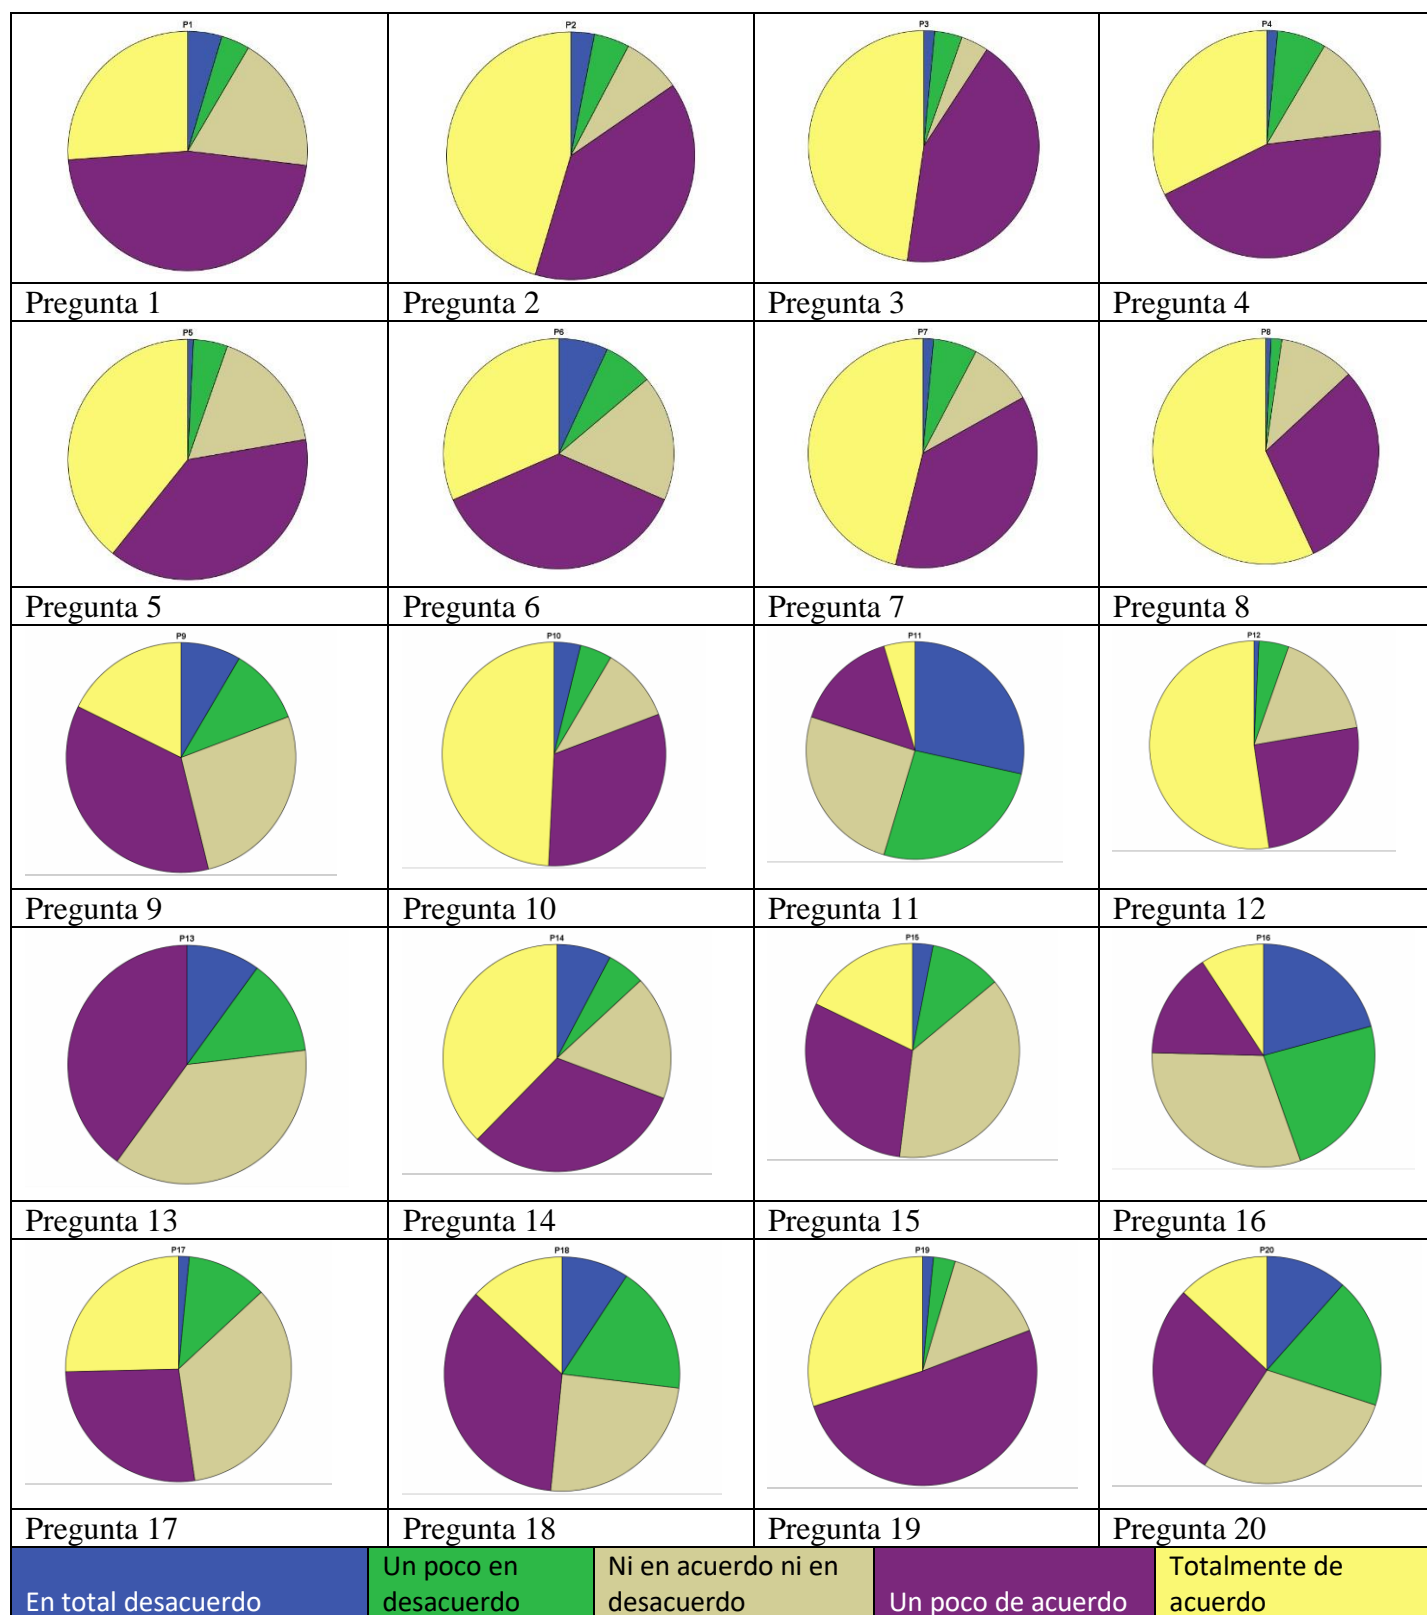 P1
P2
P3
P4
Pregunta 1
Pregunta 2
Pregunta 3
Pregunta 4
P5
P6
P7
P8
Pregunta 5
Pregunta 6
Pregunta 7
Pregunta 8
P9
P10
P11
P12
Pregunta 9
Pregunta 10
Pregunta 11
Pregunta 12
P13
P14
P15
P16
Pregunta 13
Pregunta 14
Pregunta 15
Pregunta 16
P17
P18
P19
P20
Pregunta 17
Pregunta 18
Pregunta 19
Pregunta 20
En total desacuerdo
Un poco en
desacuerdo
Ni en acuerdo ni en
desacuerdo
Un poco de acuerdo
Totalmente de
acuerdo